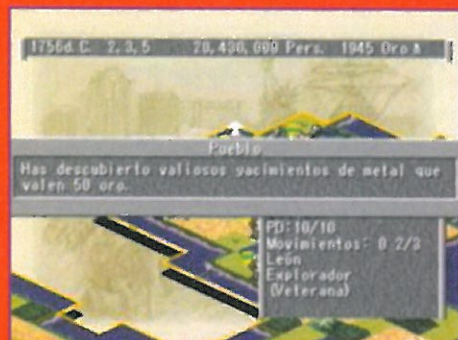 1756d.C. 2,3,5 20,430,000 Pers. 1945 Oro
Pueblo
Has descubierto valiosos yacimientos de metal que
valen 50 oro.
PD:10/10
Movimientos: 0 2/3
León
Explorador
(Veterana)